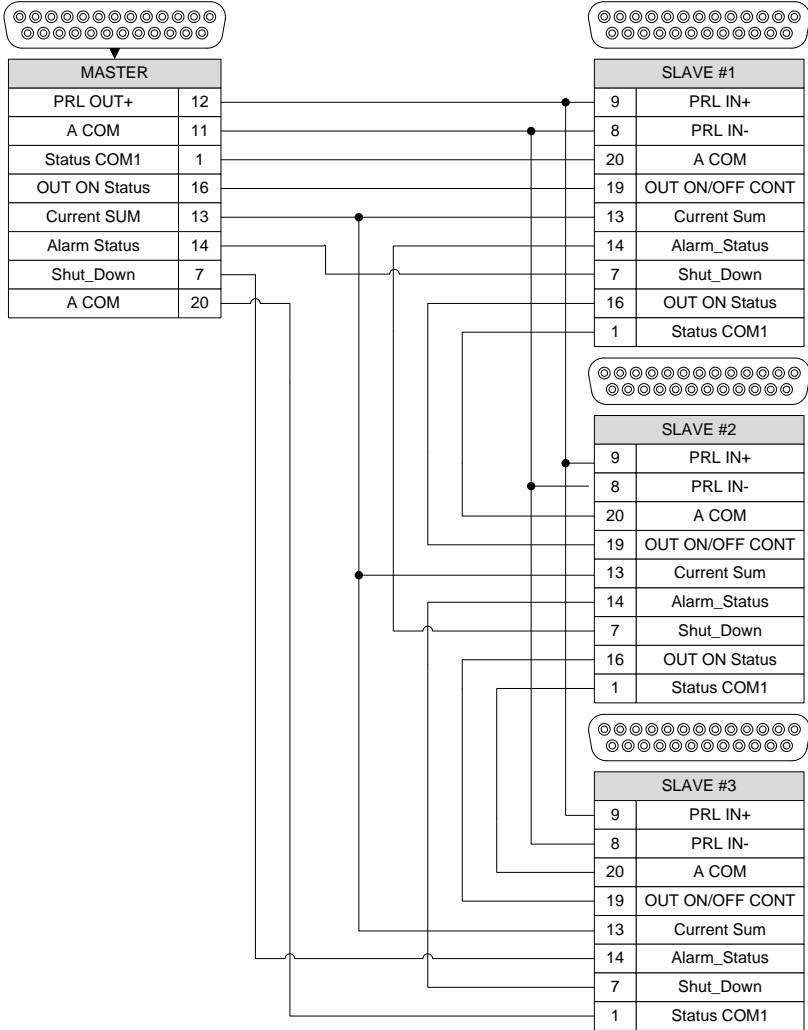 MASTER
PRL OUT+ 12
A COM 11
Status COM1 1
OUT ON Status 16
Current SUM 13
Alarm Status 14
Shut_Down 7
A COM 20
SLAVE #1
9 PRL IN+
8 PRL IN-
20 A COM
19 OUT ON/OFF CONT
13 Current Sum
14 Alarm_Status
7 Shut_Down
16 OUT ON Status
1 Status COM1
SLAVE #2
9 PRL IN+
8 PRL IN-
20 A COM
19 OUT ON/OFF CONT
13 Current Sum
14 Alarm_Status
7 Shut_Down
16 OUT ON Status
1 Status COM1
SLAVE #3
9 PRL IN+
8 PRL IN-
20 A COM
19 OUT ON/OFF CONT
13 Current Sum
14 Alarm_Status
7 Shut_Down
1 Status COM1